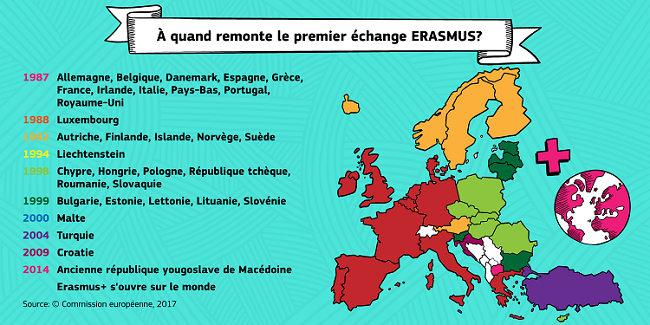 À quand remonte le premier échange ERASMUS?
1987 Allemagne, Belgique, Danemark, Espagne, Grèce,
France, Irlande, Italie, Pays-Bas, Portugal,
Royaume-Uni
1988 Luxembourg
1992 Autriche, Finlande, Islande, Norvège, Suède
1994 Liechtenstein
1998 Chypre, Hongrie, Pologne, République tchèque,
Roumanie, Slovaquie
1999 Bulgarie, Estonie, Lettonie, Lituanie, Slovénie
2000 Malte
2004 Turquie
2009 Croatie
2014 Ancienne république yougoslave de Macédoine
Erasmus+ s'ouvre sur le monde
Source: © Commission européenne, 2017